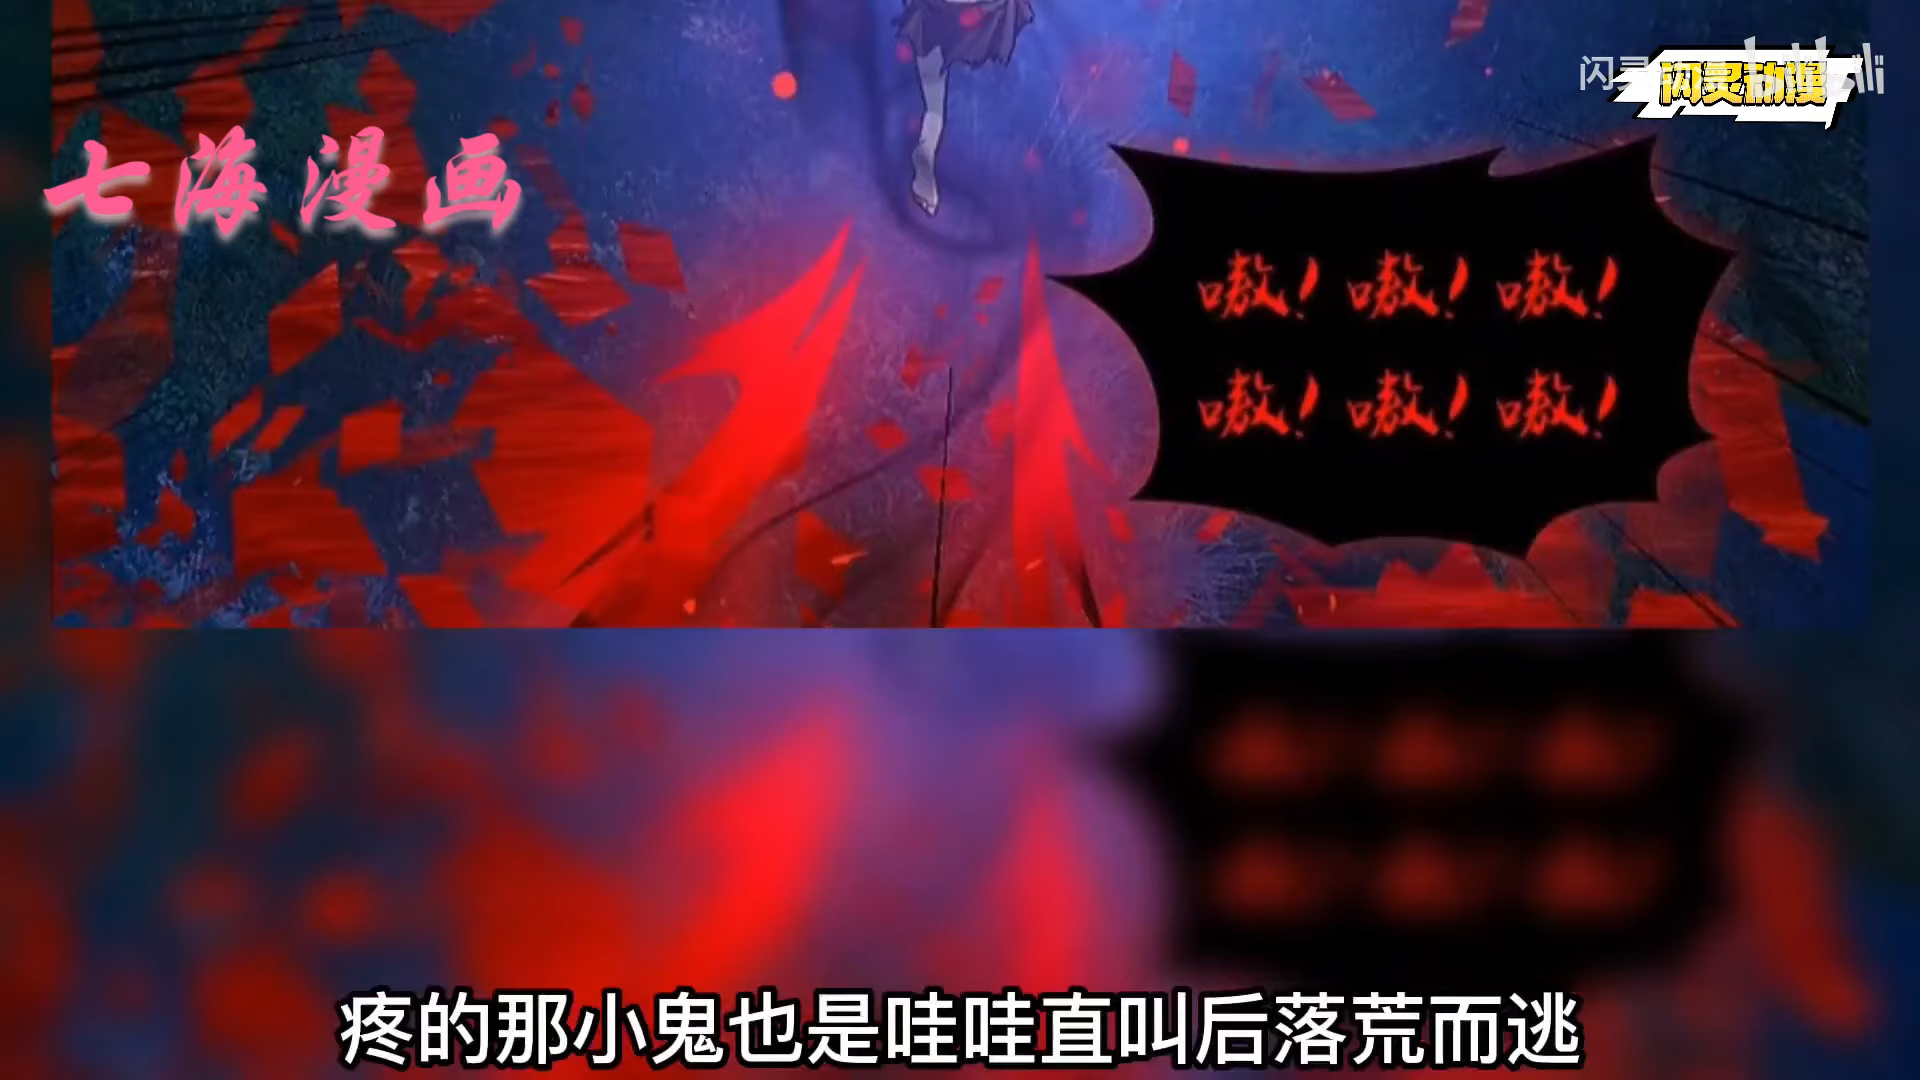 闪灵动漫
七海漫画
嗷！嗷！嗷！
嗷！嗷！嗷！
疼的那小鬼也是哇哇直叫后落荒而逃